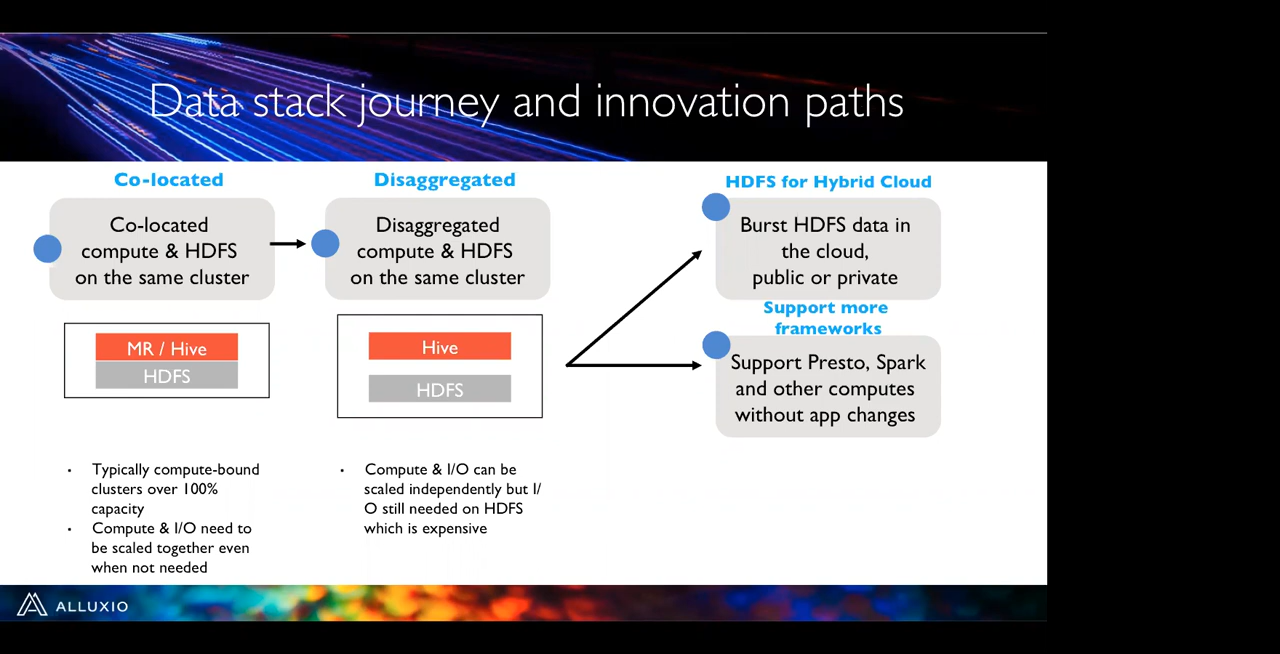 Data stack journey and innovation paths
Co-located
Co-located
compute & HDFS
on the same cluster
MR / Hive
HDFS
• Typically compute-bound
clusters over 100%
capacity
• Compute & I/O need to
be scaled together even
when not needed
Disaggregated
Disaggregated
compute & HDFS
on the same cluster
Hive
HDFS
• Compute & I/O can be
scaled independently but I/
O still needed on HDFS
which is expensive
HDFS for Hybrid Cloud
Burst HDFS data in
the cloud,
public or private
Support more
frameworks
Support Presto, Spark
and other computes
without app changes
ALLUXIO